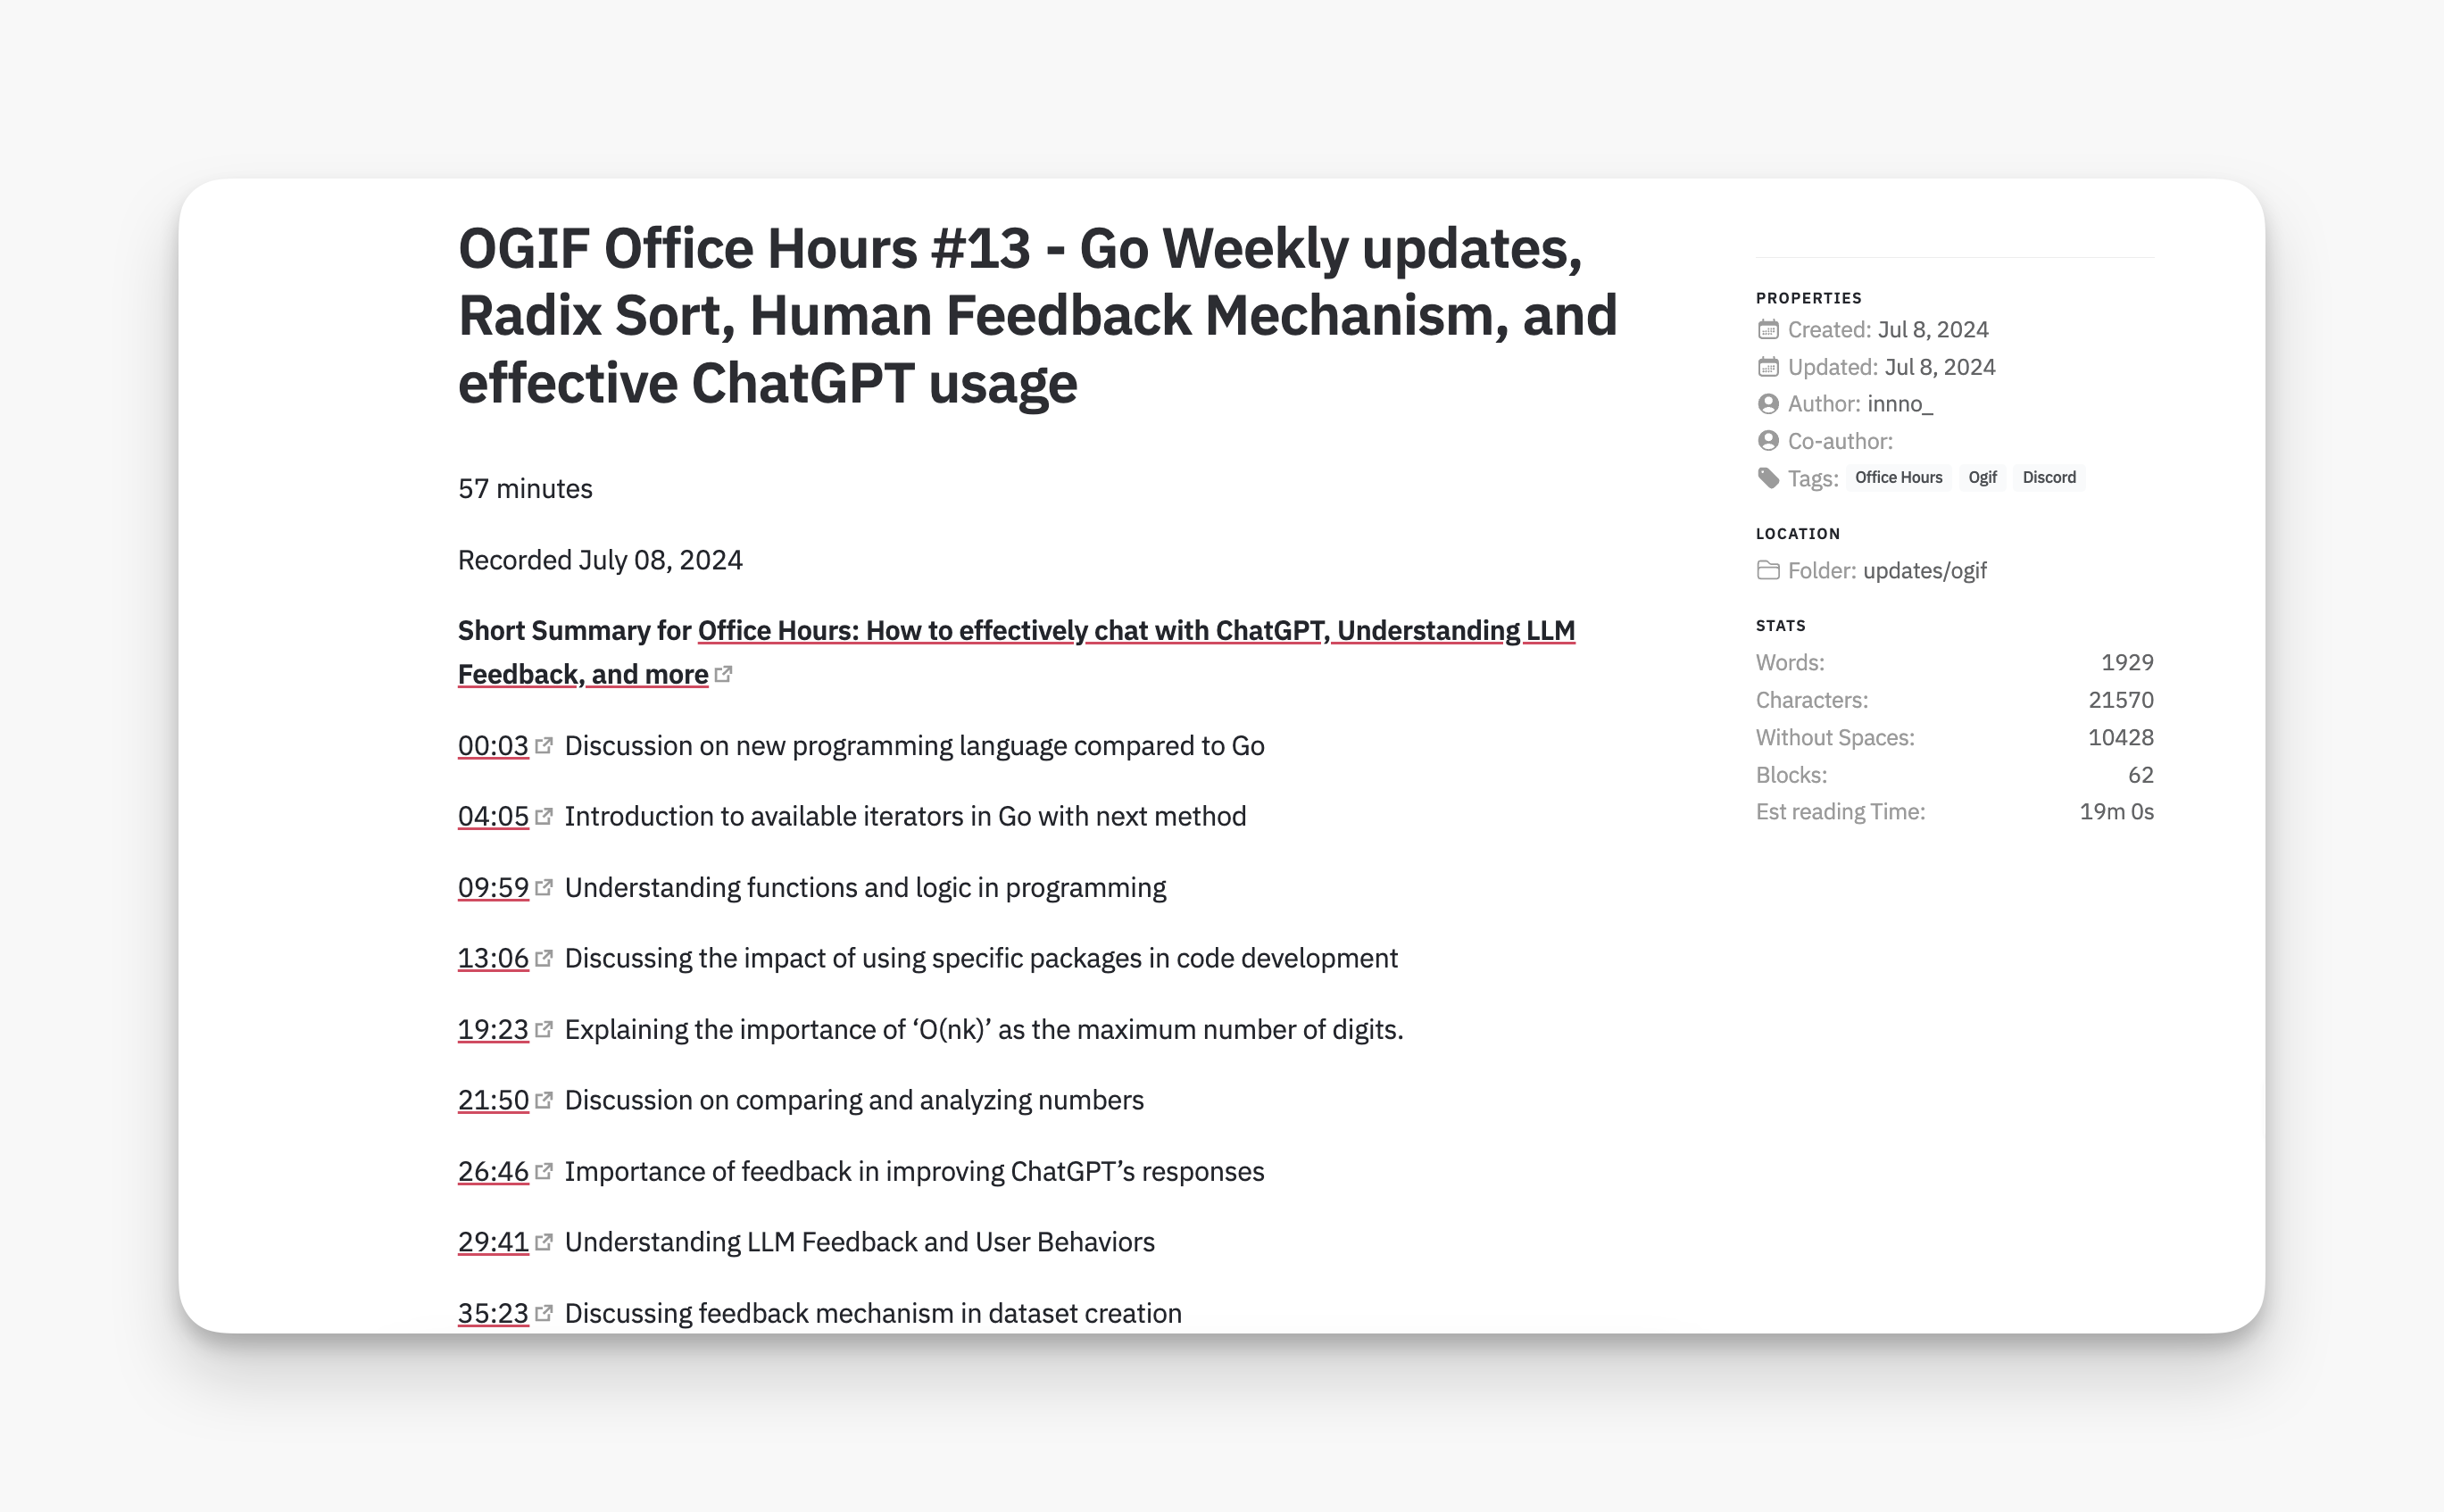 OGIF Office Hours #13 - Go Weekly updates,
Radix Sort, Human Feedback Mechanism, and
effective ChatGPT usage
57 minutes
Recorded July 08, 2024
Short Summary for Office Hours: How to effectively chat with ChatGPT, Understanding LLM
Feedback, and more
00:03 Discussion on new programming language compared to Go
04:05 Introduction to available iterators in Go with next method
09:59 Understanding functions and logic in programming
13:06 Discussing the impact of using specific packages in code development
19:23 Explaining the importance of ‘O(nk)’ as the maximum number of digits.
21:50 Discussion on comparing and analyzing numbers
26:46 Importance of feedback in improving ChatGPT’s responses
29:41 Understanding LLM Feedback and User Behaviors
35:23 Discussing feedback mechanism in dataset creation
PROPERTIES
Created: Jul 8, 2024
Updated: Jul 8, 2024
Author: innno_
Co-author:
Tags: Office Hours Ogif Discord
LOCATION
Folder: updates/ogif
STATS
Words: 1929
Characters: 21570
Without Spaces: 10428
Blocks: 62
Est reading Time: 19m 0s